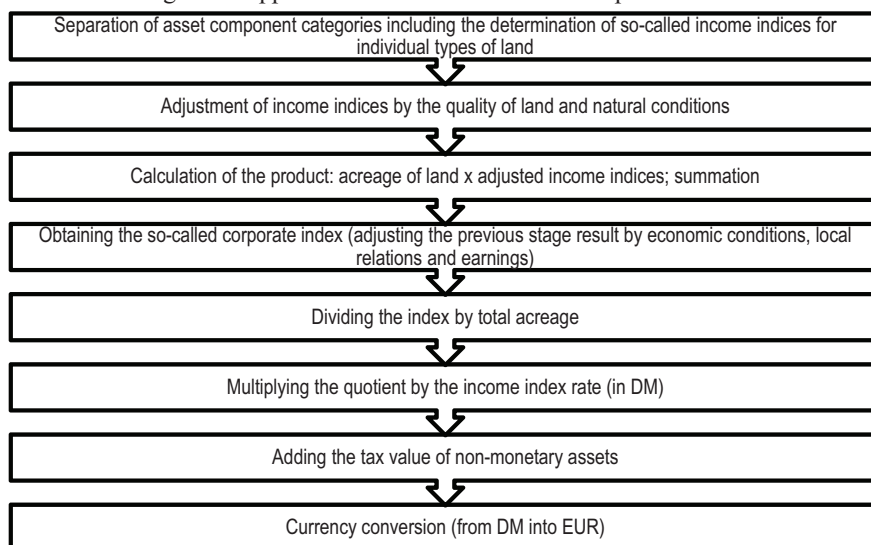 Separation of asset component categories including the determination of so-called income indices for
individual types of land
Adjustment of income indices by the quality of land and natural conditions
Calculation of the product: acreage of land x adjusted income indices; summation
Obtaining the so-called corporate index (adjusting the previous stage result by economic conditions, local
relations and earnings)
Dividing the index by total acreage
Multiplying the quotient by the income index rate (in DM)
Adding the tax value of non-monetary assets
Currency conversion (from DM into EUR)